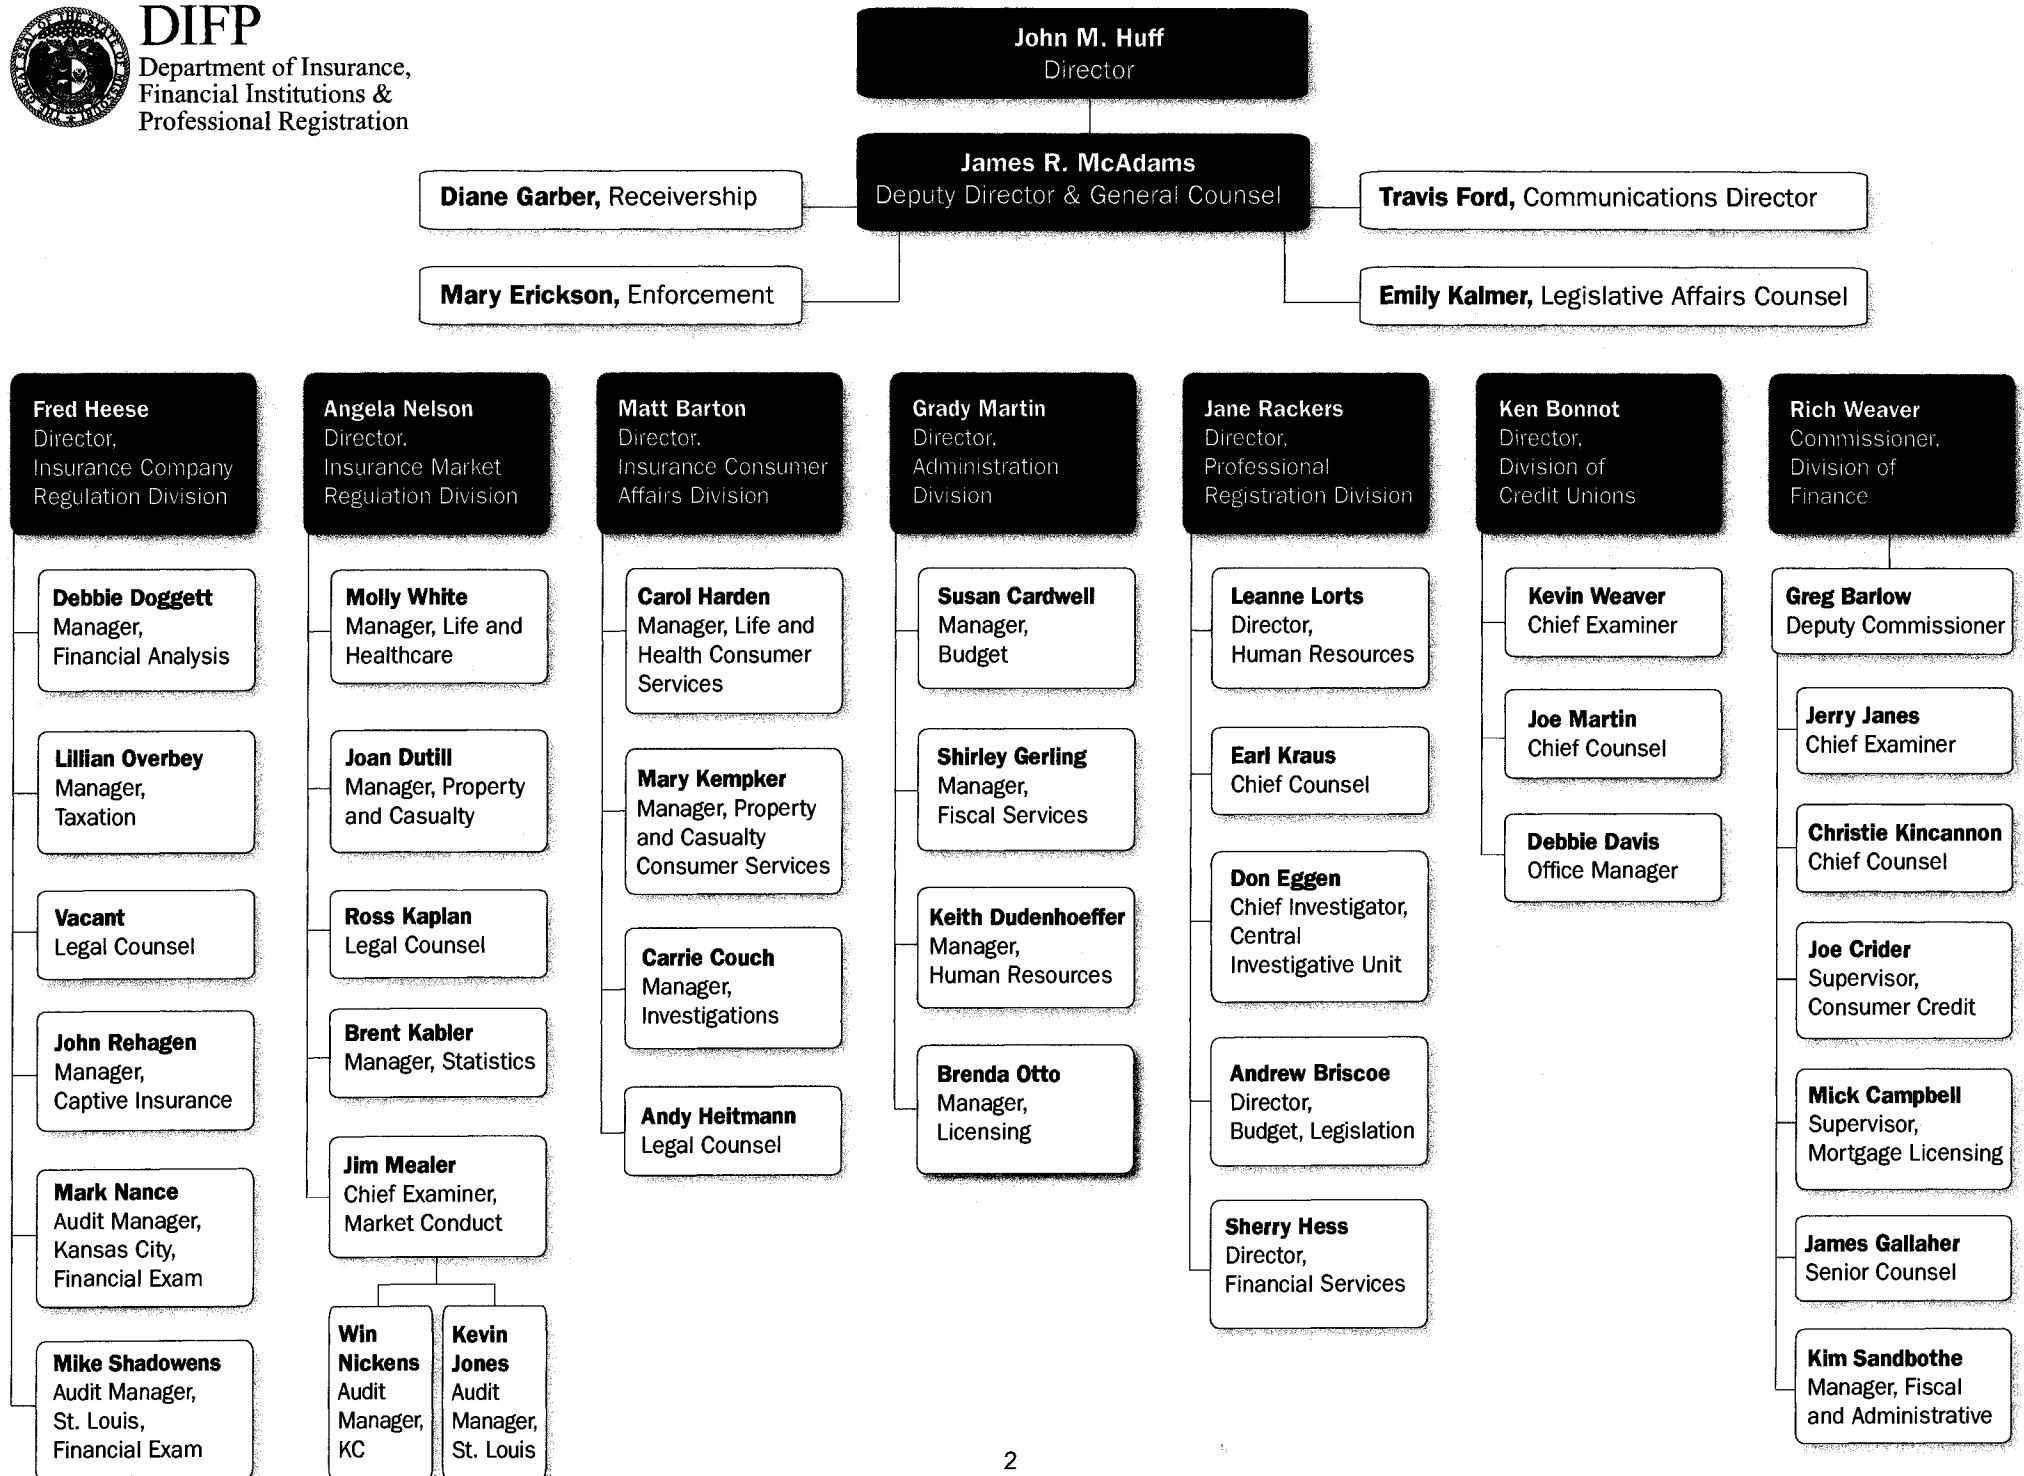 DIFP
Department of Insurance,
Financial Institutions &
Professional Registration
THE GREAT SEAL OF THE STATE OF MISSOURI
John M. Huff
Director
James R. McAdams
Deputy Director & General Counsel
Diane Garber, Receivership
Travis Ford, Communications Director
Mary Erickson, Enforcement
Emily Kalmer, Legislative Affairs Counsel
Fred Heese
Director,
Insurance Company
Regulation Division
Debbie Doggett
Manager,
Financial Analysis
Lillian Overbey
Manager,
Taxation
Vacant
Legal Counsel
John Rehagen
Manager,
Captive Insurance
Mark Nance
Audit Manager,
Kansas City,
Financial Exam
Mike Shadowens
Audit Manager,
St. Louis,
Financial Exam
Angela Nelson
Director.
Insurance Market
Regulation Division
Molly White
Manager, Life and
Healthcare
Joan Dutill
Manager, Property
and Casualty
Ross Kaplan
Legal Counsel
Brent Kabler
Manager, Statistics
Jim Mealer
Chief Examiner,
Market Conduct
Win
Nickens
Audit
Manager,
KC
Kevin
Jones
Audit
Manager,
St. Louis
Matt Barton
Director.
Insurance Consumer
Affairs Division
Carol Harden
Manager, Life and
Health Consumer
Services
Mary Kempker
Manager, Property
and Casualty
Consumer Services
Carrie Couch
Manager,
Investigations
Andy Heitmann
Legal Counsel
Grady Martin
Director,
Administration
Division
Susan Cardwell
Manager,
Budget
Shirley Gerling
Manager,
Fiscal Services
Keith Dudenhoeffer
Manager,
Human Resources
Brenda Otto
Manager,
Licensing
Jane Rackers
Director,
Professional
Registration Division
Leanne Lorts
Director,
Human Resources
Earl Kraus
Chief Counsel
Don Eggen
Chief Investigator,
Central
Investigative Unit
Andrew Briscoe
Director,
Budget, Legislation
Sherry Hess
Director,
Financial Services
Ken Bonnot
Director,
Division of
Credit Unions
Kevin Weaver
Chief Examiner
Joe Martin
Chief Counsel
Debbie Davis
Office Manager
Rich Weaver
Commissioner.
Division of
Finance
Greg Barlow
Deputy Commissioner
Jerry Janes
Chief Examiner
Christie Kincannon
Chief Counsel
Joe Crider
Supervisor,
Consumer Credit
Mick Campbell
Supervisor,
Mortgage Licensing
James Gallaher
Senior Counsel
Kim Sandbothe
Manager, Fiscal
and Administrative
2